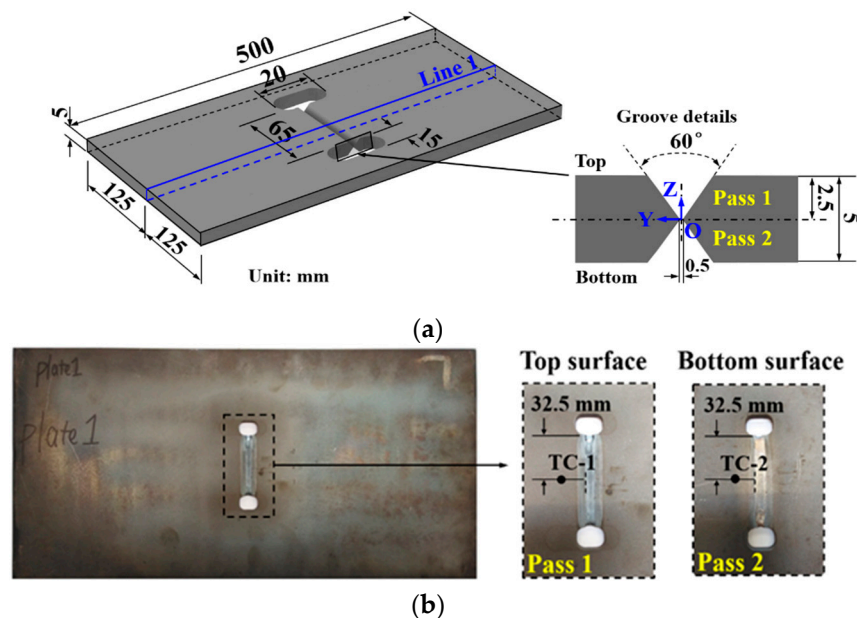 500
20
Line 1
5
65
15
125
125
Unit: mm
Groove details
60°
Top
Z
Pass 1
2.5
5
Y
O
Pass 2
0.5
Bottom
(a)
plate1
plate 1
Top surface
Bottom surface
32.5 mm
32.5 mm
TC-1
TC-2
Pass 1
Pass 2
(b)